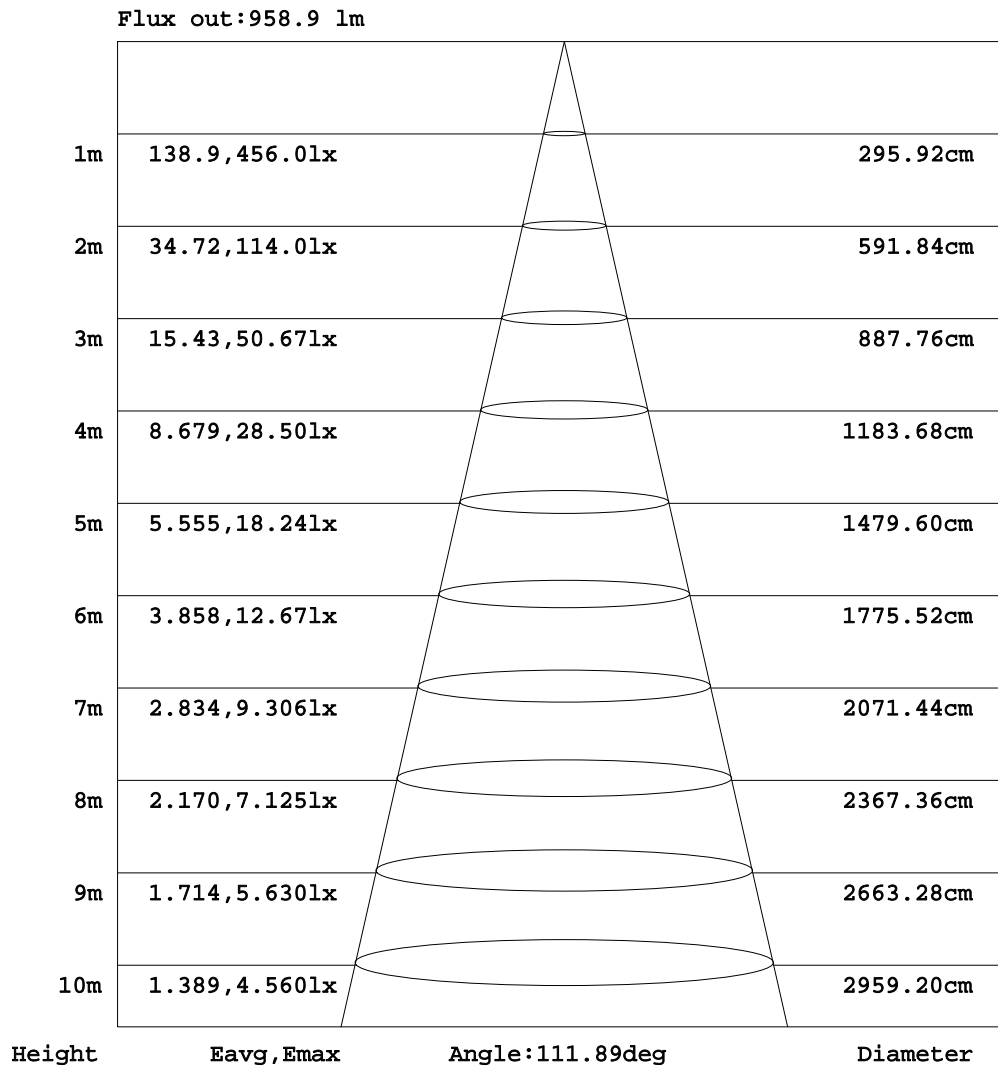 Flux out:958.9 lm
1m 138.9,456.0lx 295.92cm
2m 34.72,114.0lx 591.84cm
3m 15.43,50.67lx 887.76cm
4m 8.679,28.50lx 1183.68cm
5m 5.555,18.24lx 1479.60cm
6m 3.858,12.67lx 1775.52cm
7m 2.834,9.306lx 2071.44cm
8m 2.170,7.125lx 2367.36cm
9m 1.714,5.630lx 2663.28cm
10m 1.389,4.560lx 2959.20cm
Height Eavg,Emax Angle:111.89deg Diameter